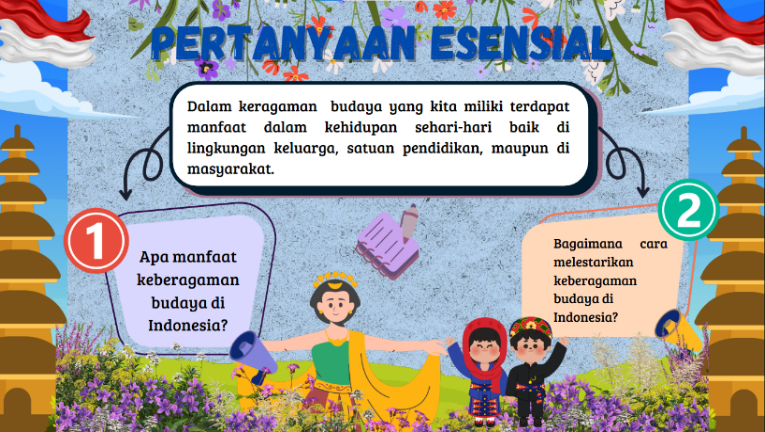 PERTANYAAN ESENSIAL
Dalam keragaman budaya yang kita miliki terdapat
manfaat dalam kehidupan sehari-hari baik di
lingkungan keluarga, satuan pendidikan, maupun di
masyarakat.
1
Apa manfaat
keberagaman
budaya di
Indonesia?
2
Bagaimana cara
melestarikan
keberagaman
budaya di
Indonesia?